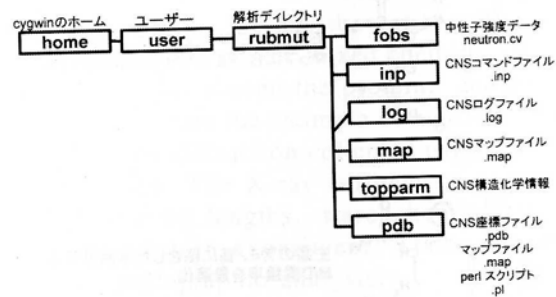 cygwinのホーム
ユーザー
解析ディレクトリ
home
user
rubmut
fobs
中性子強度データ
neutron.cv
inp
CNSコマンドファイル
.inp
log
CNSログファイル
.log
map
CNSマップファイル
.map
topparm
CNS構造化学情報
pdb
CNS座標ファイル
.pdb
マップファイル
.map
perl スクリプト
.pl